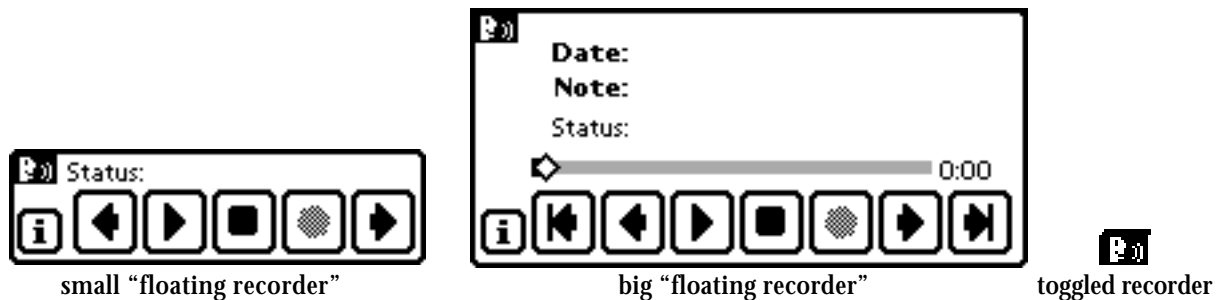 Date:
Note:
Status:
0:00
Status:
i
i
small “floating recorder”
big “floating recorder”
toggled recorder